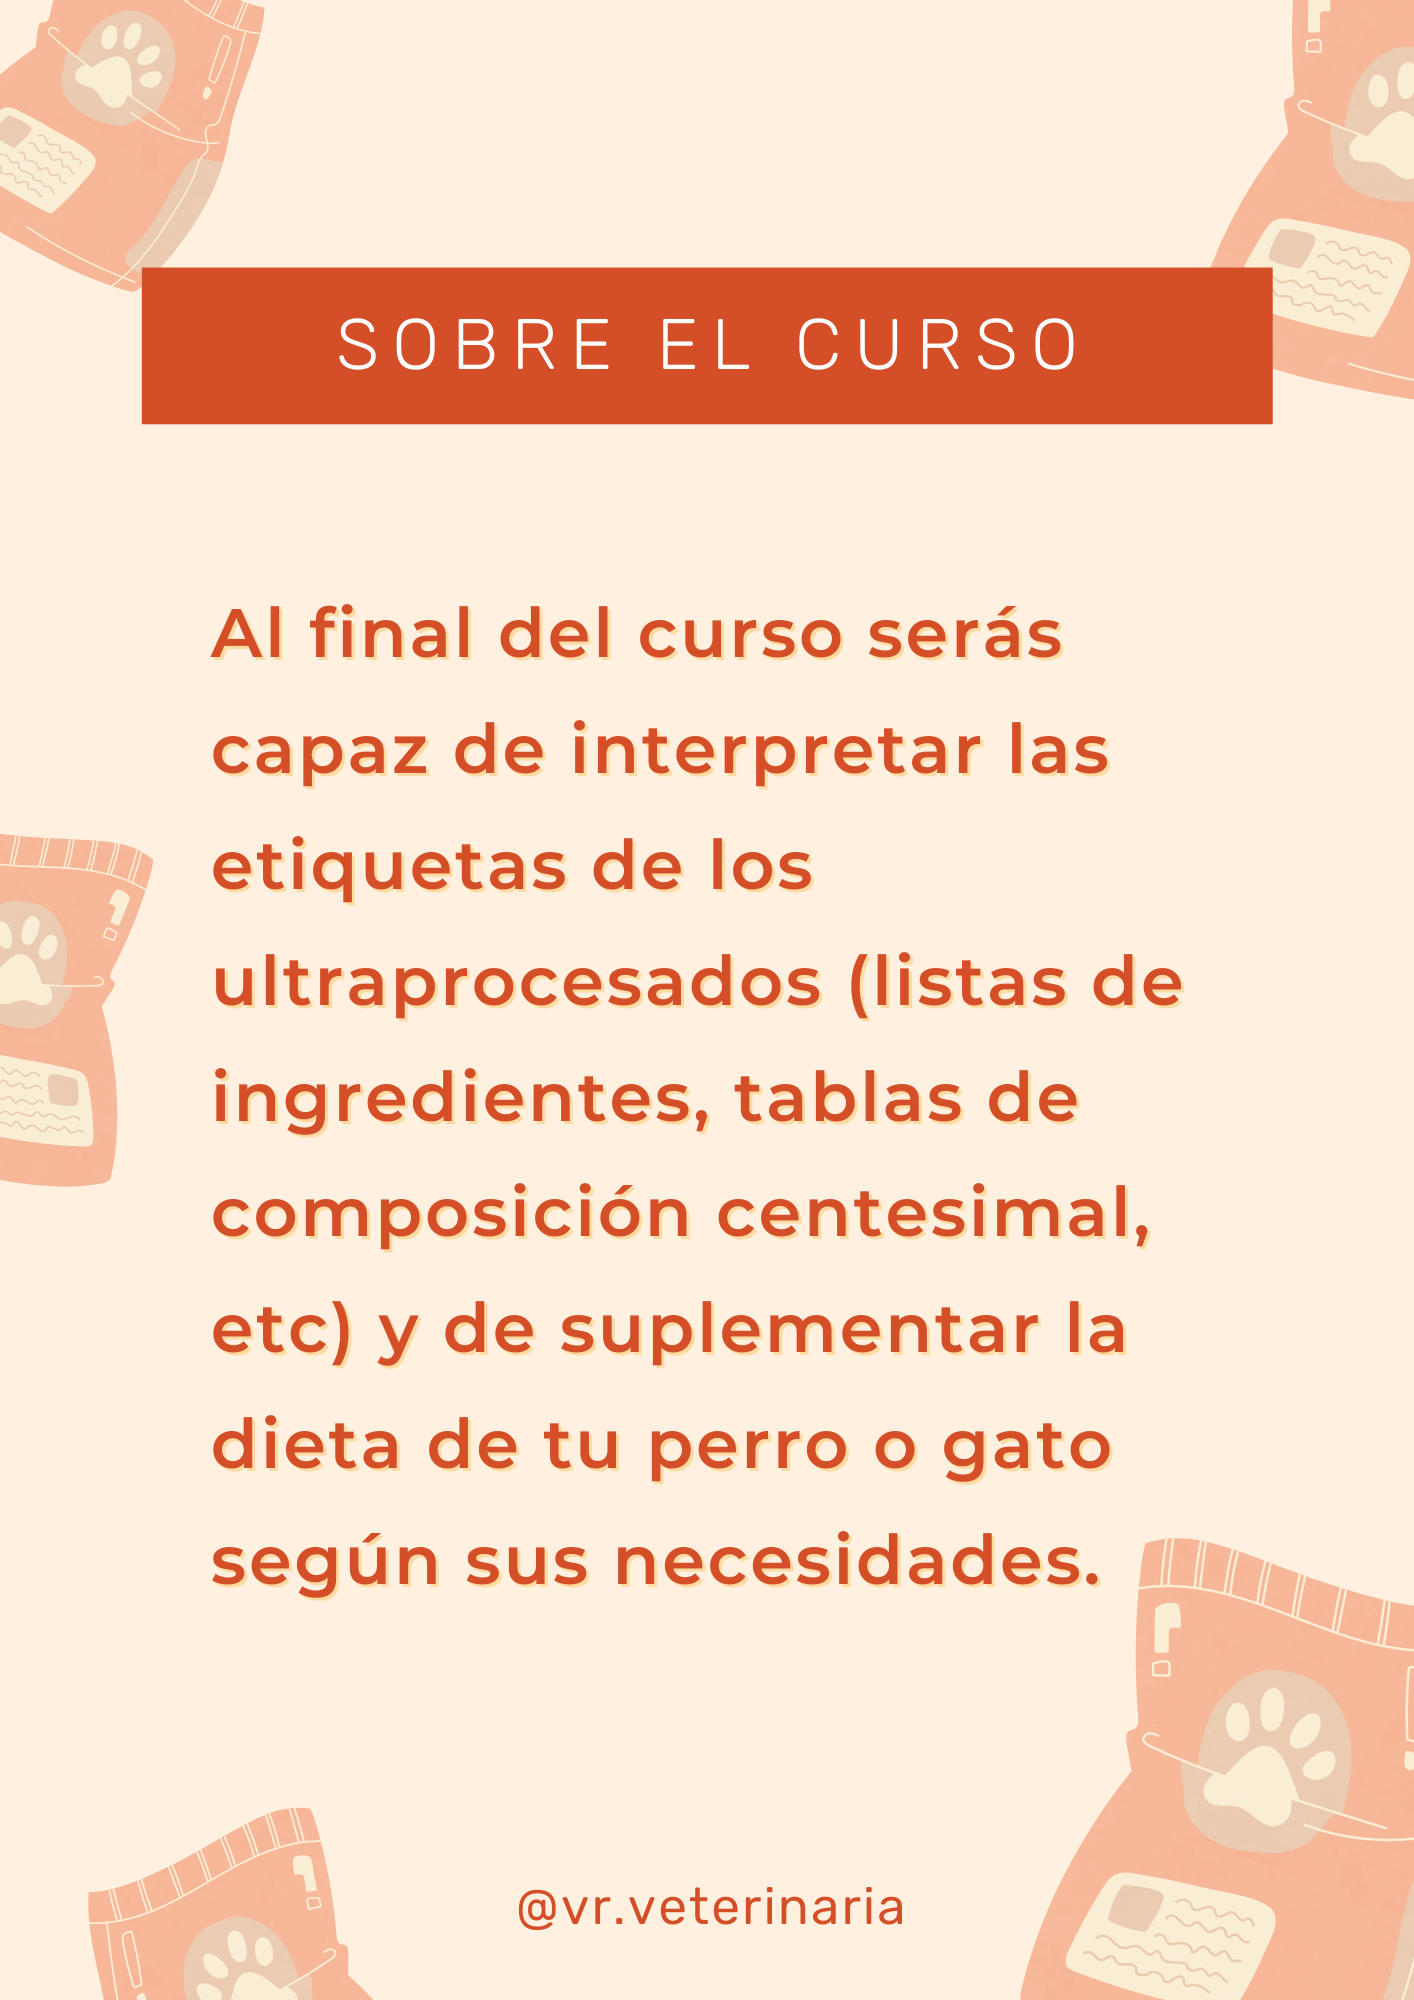 SOBRE EL CURSO
Al final del curso serás
capaz de interpretar las
etiquetas de los
ultraprocesados (listas de
ingredientes, tablas de
composición centesimal,
etc) y de suplementar la
dieta de tu perro o gato
según sus necesidades.
@vr.veterinaria